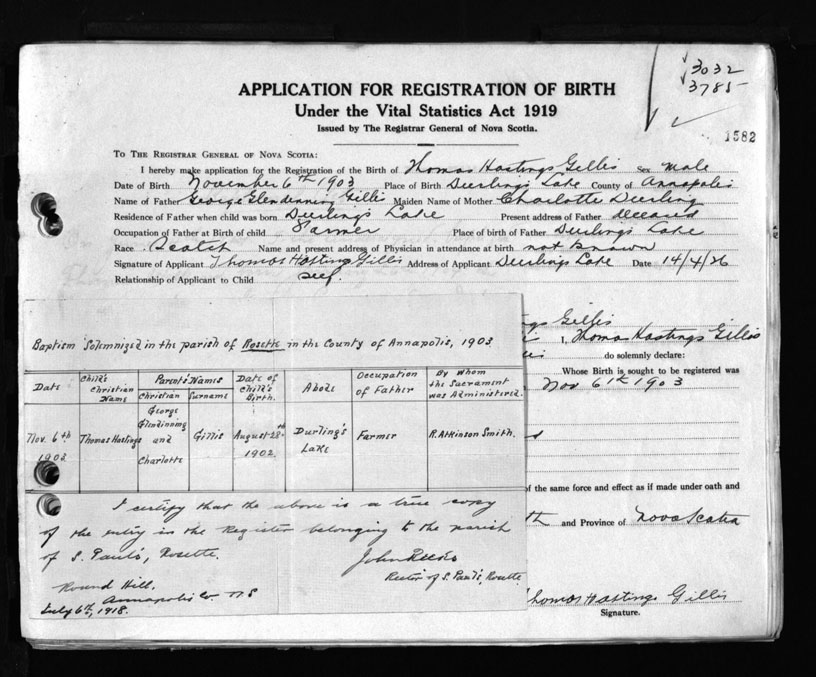 3032
3785
1582
APPLICATION FOR REGISTRATION OF BIRTH
Under the Vital Statistics Act 1919
Issued by The Registrar General of Nova Scotia.
TO THE REGISTRAR GENERAL OF NOVA SCOTIA:
I hereby make application for the Registration of the Birth of Thomas Hastings Gillis sex male
Date of Birth November 6th 1903 Place of Birth Durling's Lake County of Annapolis
Name of Father George Glendinning Gillis Maiden Name of Mother Charlotte Durling
Residence of Father when child was born Durling's Lake Present address of Father deceased
Occupation of Father at Birth of child Farmer Place of birth of Father Durling's Lake
Race Scotch Name and present address of Physician in attendance at birth not known
Signature of Applicant Thomas Hastings Gillis Address of Applicant Durling's Lake Date 14/4/26
Relationship of Applicant to Child self.
Gillis
I, Thomas Hastings Gillis
do solemnly declare:
Whose Birth is sought to be registered was
Nov 6th 1903
of the same force and effect as if made under oath and
and Province of Nova Scotia
Thomas Hastings Gillis
Signature.
Baptism Solemnized in the parish of Rosette in the County of Annapolis, 1903
Date Child's Christian Name Parent's Names Christian Surname Date of Child's Birth. Abode Occupation of Father By whom the Sacrament was Administered.
Nov. 6th 1903 Thomas Hastings George Glendinning and Charlotte Gillis August 28th 1902. Durling's Lake Farmer R. Atkinson Smith.
I certify that the above is a true copy
of the entry in the Register belonging to the parish
of S. Paul's, Rosette.
John Reeks
Rector of S. Paul's, Rosette
Round Hill,
Annapolis Co. N S
July 6th, 1918.